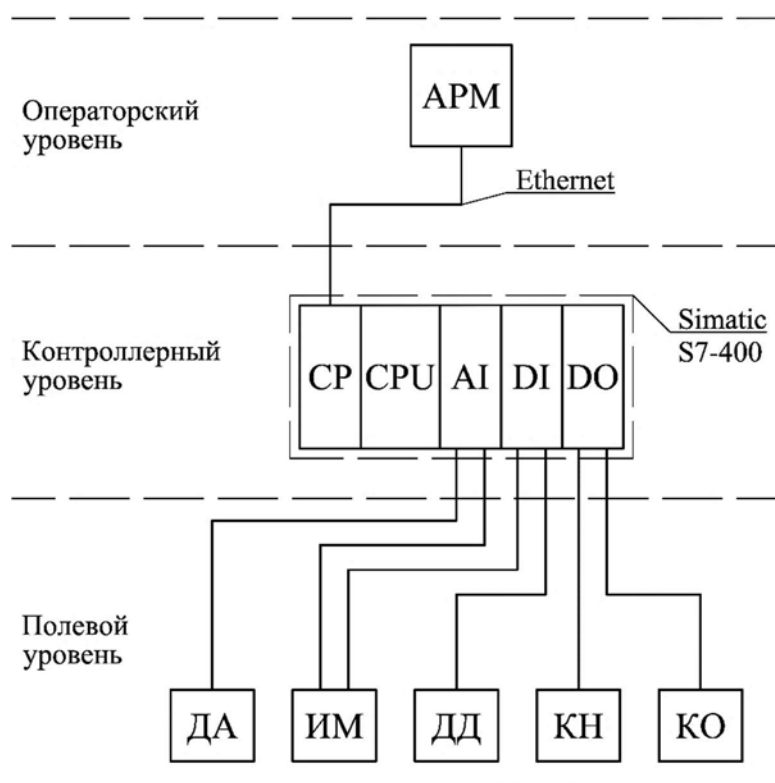 Операторский
уровень
АРМ
Ethernet
Контроллерный
уровень
CP CPU AI DI DO
Simatic
S7-400
Полевой
уровень
ДА ИМ ДД КН КО